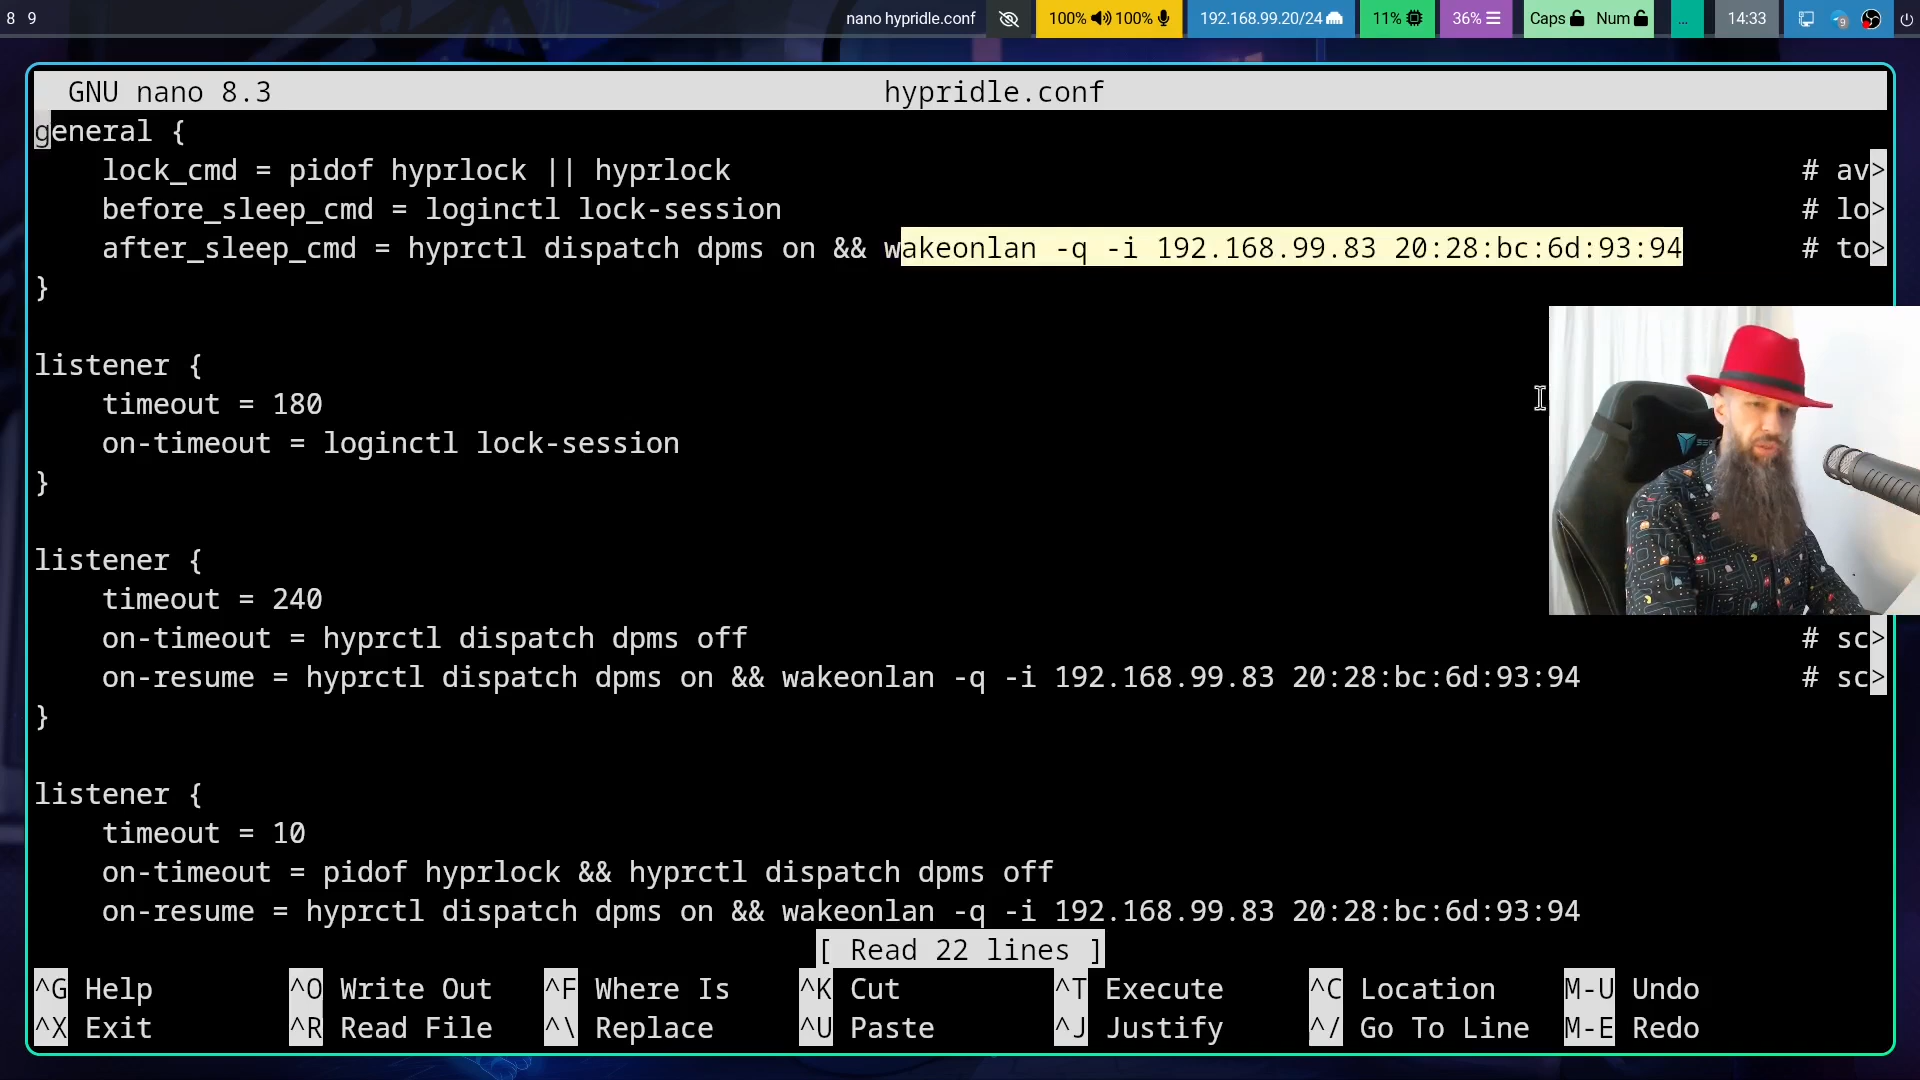 8 9 nano hypridle.conf 100% 100% 192.168.99.20/24 11% 36% Caps Num ... 14:33 9
GNU nano 8.3 hypridle.conf
general {
lock_cmd = pidof hyprlock || hyprlock # av>
before_sleep_cmd = loginctl lock-session # lo>
after_sleep_cmd = hyprctl dispatch dpms on && wakeonlan -q -i 192.168.99.83 20:28:bc:6d:93:94 # to>
}
listener {
timeout = 180
on-timeout = loginctl lock-session
}
listener {
timeout = 240
on-timeout = hyprctl dispatch dpms off # sc>
on-resume = hyprctl dispatch dpms on && wakeonlan -q -i 192.168.99.83 20:28:bc:6d:93:94 # sc>
}
listener {
timeout = 10
on-timeout = pidof hyprlock && hyprctl dispatch dpms off
on-resume = hyprctl dispatch dpms on && wakeonlan -q -i 192.168.99.83 20:28:bc:6d:93:94
[ Read 22 lines ]
^G Help ^O Write Out ^F Where Is ^K Cut ^T Execute ^C Location M-U Undo
^X Exit ^R Read File ^\ Replace ^U Paste ^J Justify ^/ Go To Line M-E Redo